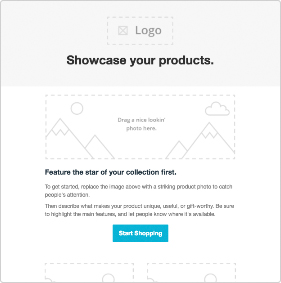 Logo
Showcase your products.
Drag a nice lookin'
photo here.
Feature the star of your collection first.
To get started, replace the image above with a striking product photo to catch
people's attention.
Then describe what makes your product unique, useful, or gift-worthy. Be sure
to highlight the main features, and let people know where it's available.
Start Shopping